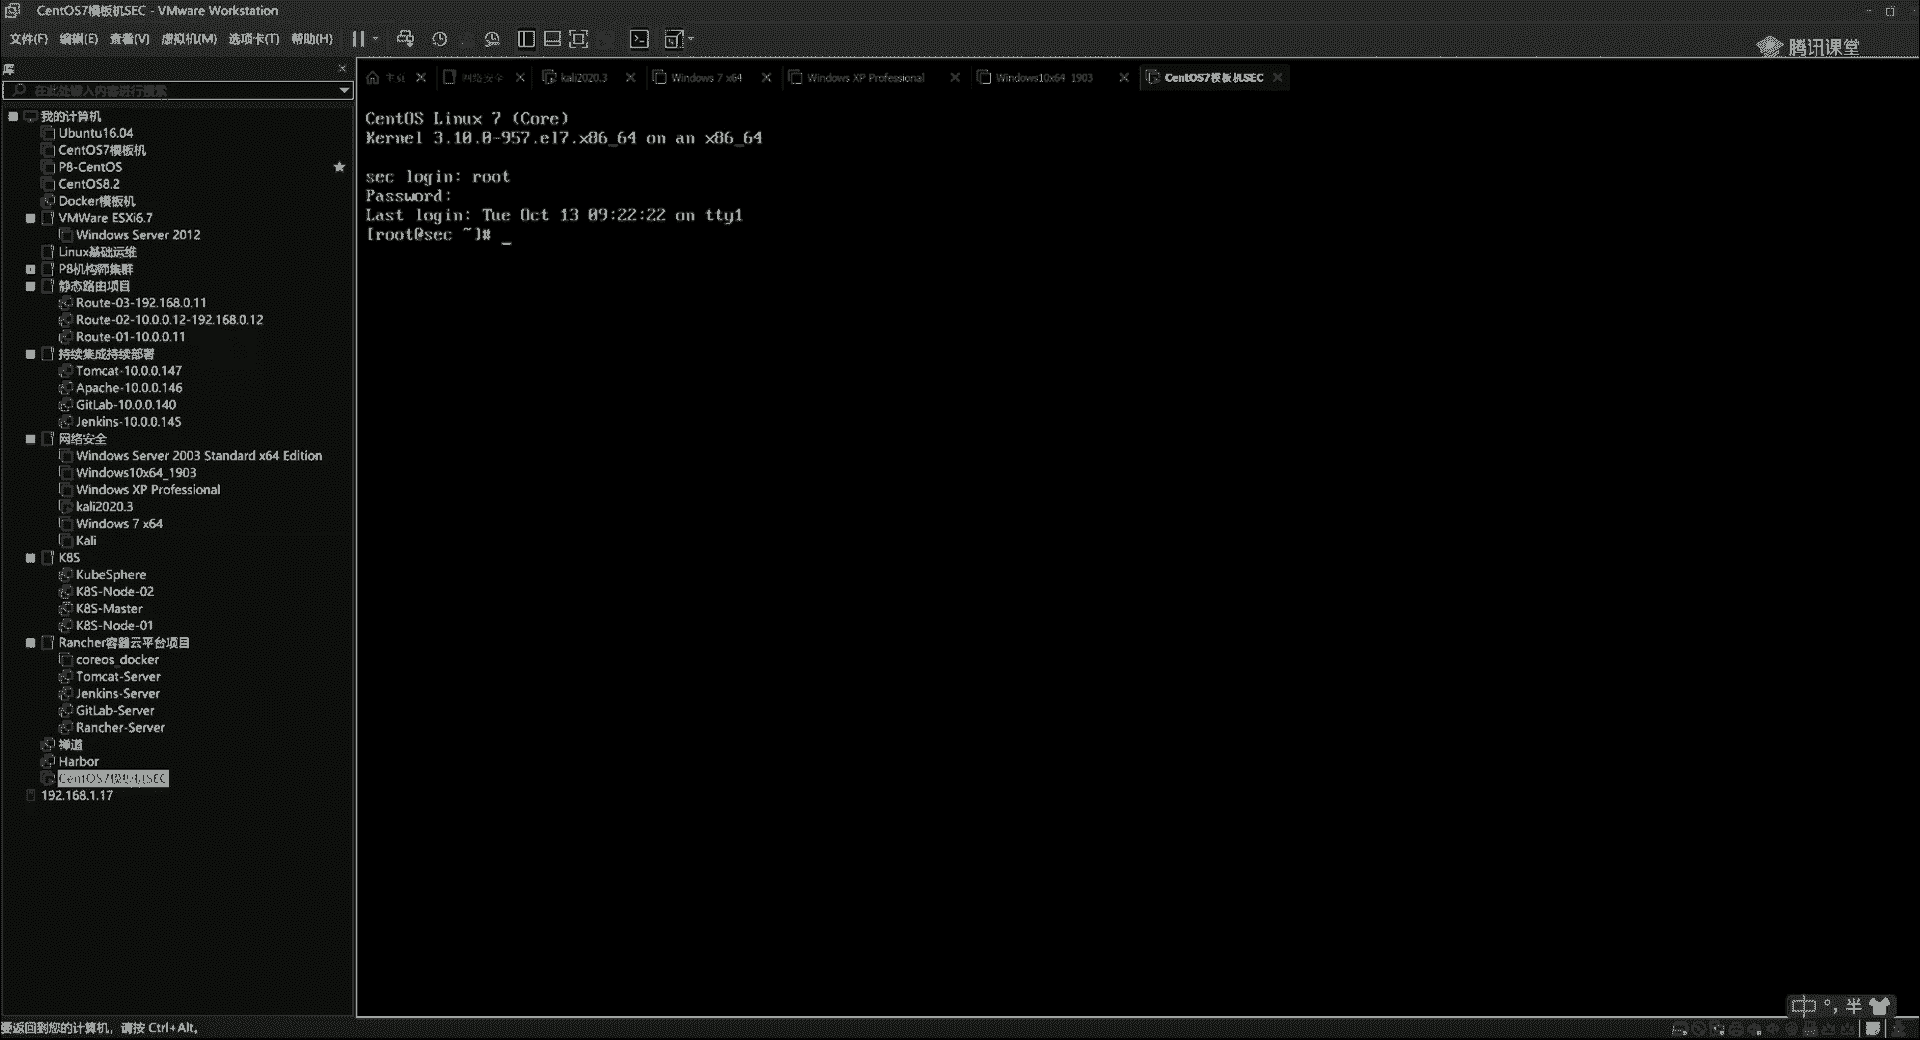 CentOS7模板机SEC - VMware Workstation
文件(F) 编辑(E) 查看(V) 虚拟机(M) 选项卡(T) 帮助(H)
腾讯课堂
库
在此处键入内容进行搜索
主页 网络安全 kali2020.3 Windows 7 x64 Windows XP Professional Windows10x64_1903 CentOS7模板机SEC
我的计算机
Ubuntu16.04
CentOS7模板机
P8-CentOS
CentOS8.2
Docker模板机
VMWare ESXi6.7
Windows Server 2012
Linux基础运维
P8机构师集群
静态路由项目
Route-03-192.168.0.11
Route-02-10.0.0.12-192.168.0.12
Route-01-10.0.0.11
持续集成持续部署
Tomcat-10.0.0.147
Apache-10.0.0.146
GitLab-10.0.0.140
Jenkins-10.0.0.145
网络安全
Windows Server 2003 Standard x64 Edition
Windows10x64_1903
Windows XP Professional
kali2020.3
Windows 7 x64
Kali
K8S
KubeSphere
K8S-Node-02
K8S-Master
K8S-Node-01
Rancher容器云平台项目
coreos_docker
Tomcat-Server
Jenkins-Server
GitLab-Server
Rancher-Server
禅道
Harbor
CentOS7模板机SEC
192.168.1.17
CentOS Linux 7 (Core)
Kernel 3.10.0-957.el7.x86_64 on an x86_64
sec login: root
Password:
Last login: Tue Oct 13 09:22:22 on tty1
[root@sec ~]# _
中 °, 半
要返回到您的计算机，请按 Ctrl+Alt。